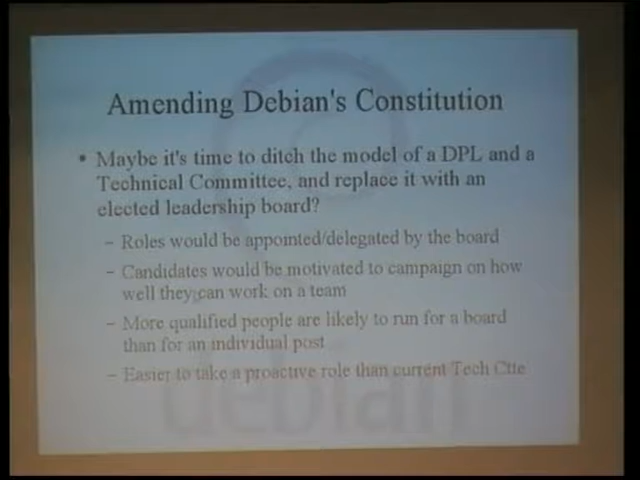 Amending Debian's Constitution
• Maybe it's time to ditch the model of a DPL and a
Technical Committee, and replace it with an
elected leadership board?
– Roles would be appointed/delegated by the board
– Candidates would be motivated to campaign on how
well they can work on a team
– More qualified people are likely to run for a board
than for an individual post
– Easier to take a proactive role than current Tech Ctte
debian